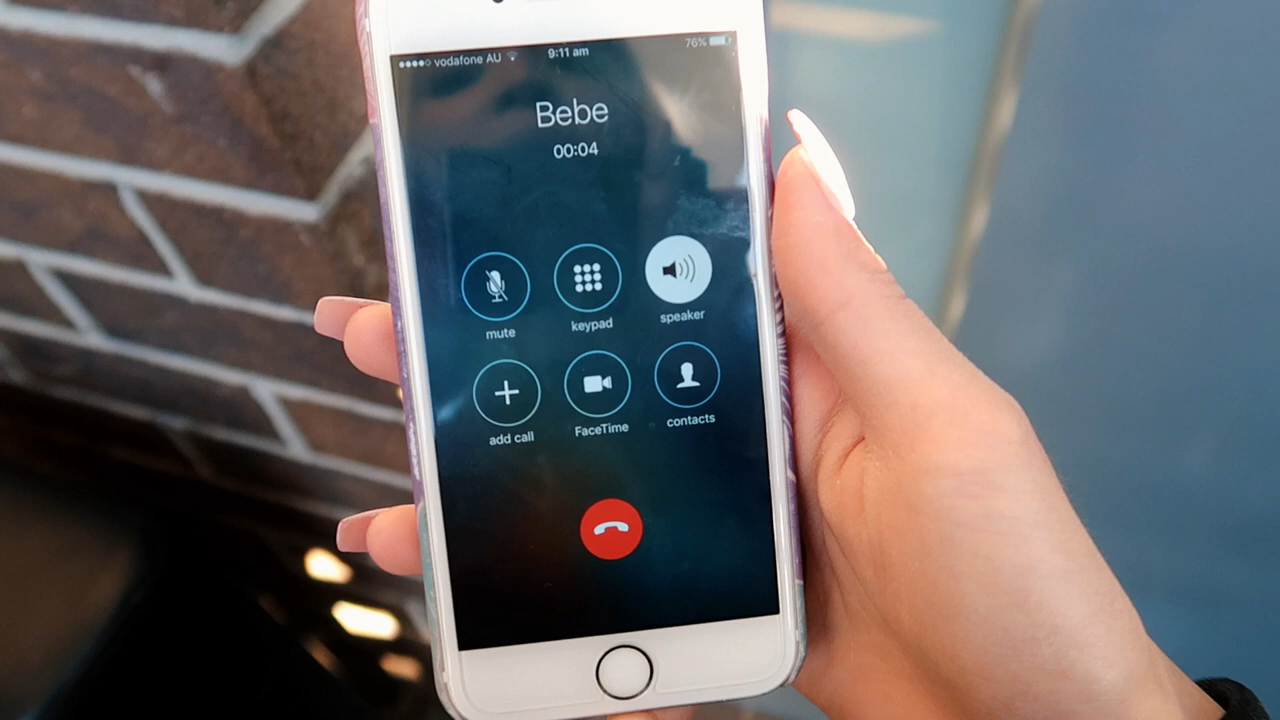 vodafone AU 9:11 am 76%
Bebe
00:04
mute keypad speaker
add call FaceTime contacts